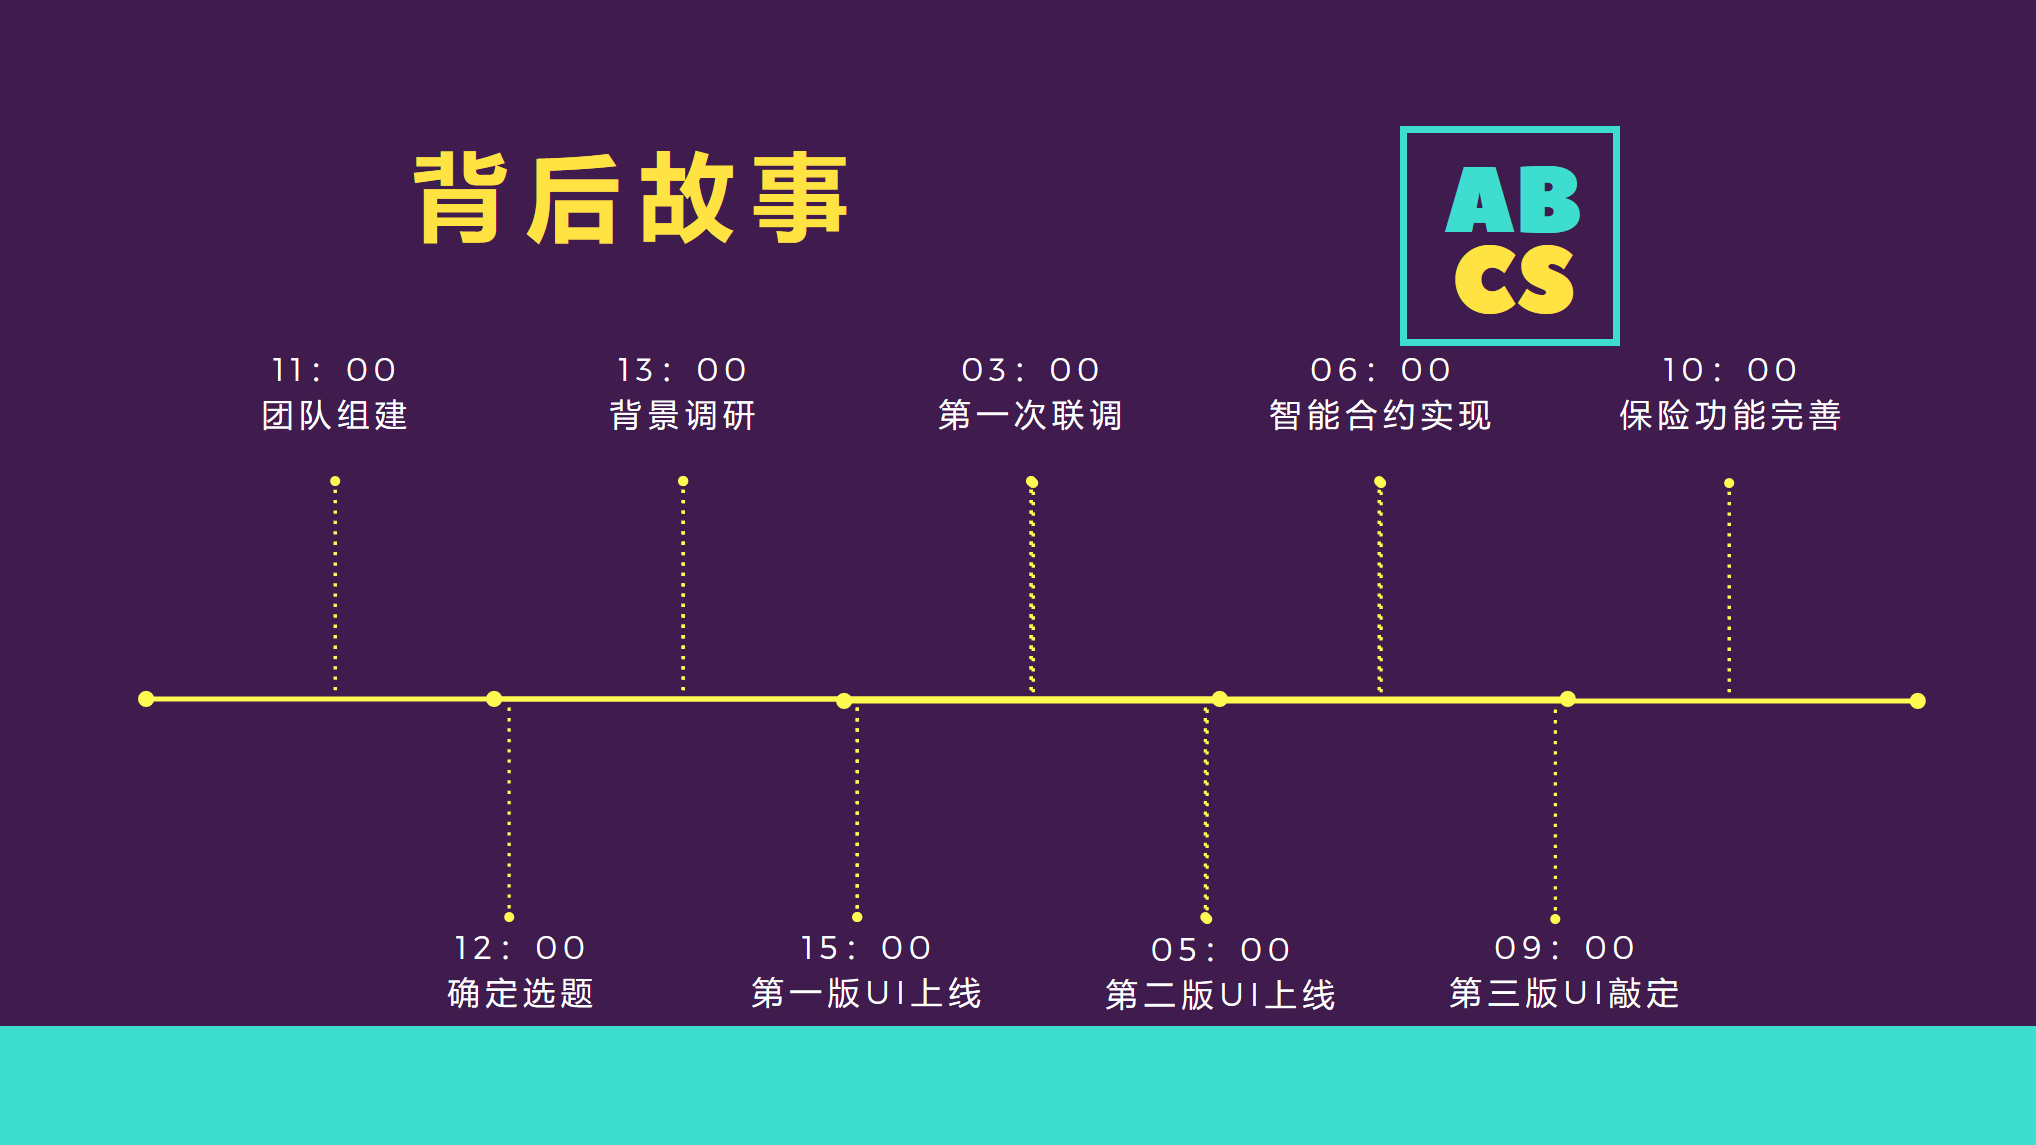 背后故事
AB
CS
11：00
团队组建
13：00
背景调研
03：00
第一次联调
06：00
智能合约实现
10：00
保险功能完善
12：00
确定选题
15：00
第一版UI上线
05：00
第二版UI上线
09：00
第三版UI敲定